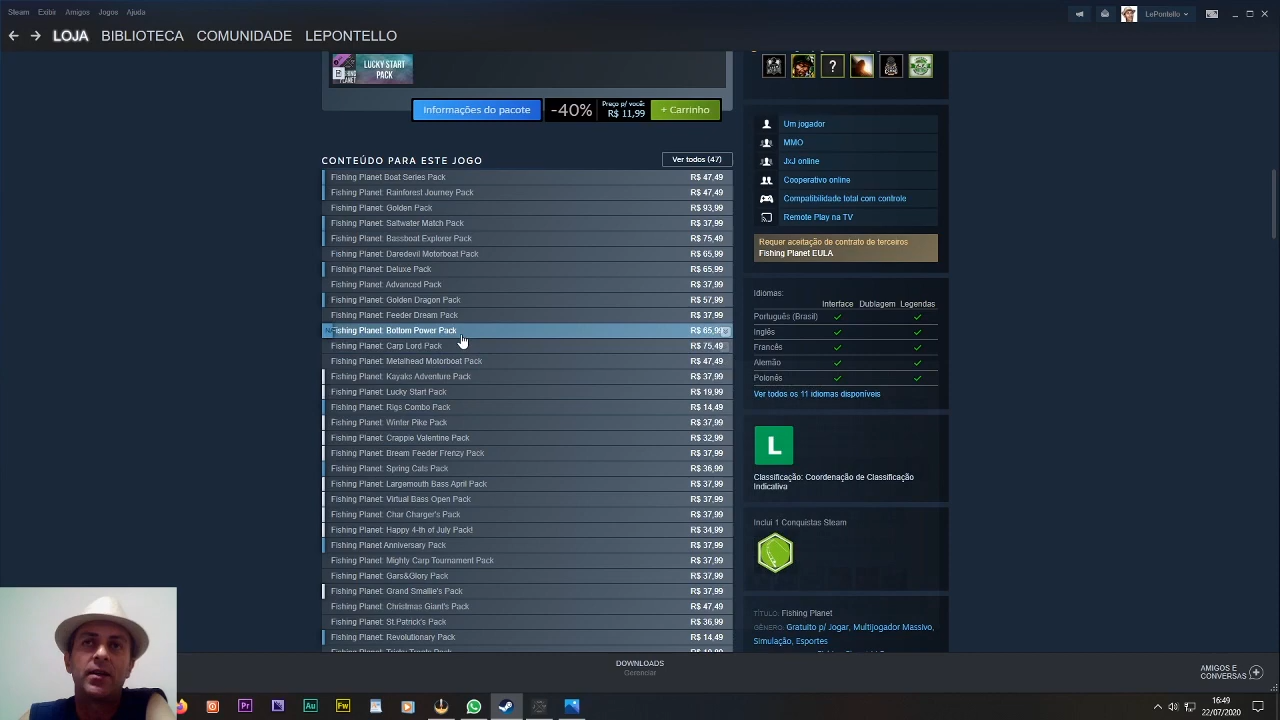 Steam Exibir Amigos Jogos Ajuda
LePontello
LOJA BIBLIOTECA COMUNIDADE LEPONTELLO
LUCKY START
PACK
Informações do pacote
-40%
Preço p/ você:
R$ 11,99
+ Carrinho
CONTEÚDO PARA ESTE JOGO
Ver todos (47)
Fishing Planet Boat Series Pack R$ 47,49
Fishing Planet: Rainforest Journey Pack R$ 47,49
Fishing Planet: Golden Pack R$ 93,99
Fishing Planet: Saltwater Match Pack R$ 37,99
Fishing Planet: Bassboat Explorer Pack R$ 75,49
Fishing Planet: Daredevil Motorboat Pack R$ 65,99
Fishing Planet: Deluxe Pack R$ 65,99
Fishing Planet: Advanced Pack R$ 37,99
Fishing Planet: Golden Dragon Pack R$ 57,99
Fishing Planet: Feeder Dream Pack R$ 37,99
Fishing Planet: Bottom Power Pack R$ 65,99
Fishing Planet: Carp Lord Pack R$ 75,49
Fishing Planet: Metalhead Motorboat Pack R$ 47,49
Fishing Planet: Kayaks Adventure Pack R$ 37,99
Fishing Planet: Lucky Start Pack R$ 19,99
Fishing Planet: Rigs Combo Pack R$ 14,49
Fishing Planet: Winter Pike Pack R$ 37,99
Fishing Planet: Crappie Valentine Pack R$ 32,99
Fishing Planet: Bream Feeder Frenzy Pack R$ 37,99
Fishing Planet: Spring Cats Pack R$ 36,99
Fishing Planet: Largemouth Bass April Pack R$ 37,99
Fishing Planet: Virtual Bass Open Pack R$ 37,99
Fishing Planet: Char Charger's Pack R$ 37,99
Fishing Planet: Happy 4-th of July Pack! R$ 34,99
Fishing Planet Anniversary Pack R$ 37,99
Fishing Planet: Mighty Carp Tournament Pack R$ 37,99
Fishing Planet: Gars&Glory Pack R$ 37,99
Fishing Planet: Grand Smallie's Pack R$ 37,99
Fishing Planet: Christmas Giant's Pack R$ 47,49
Fishing Planet: St.Patrick's Pack R$ 36,99
Fishing Planet: Revolutionary Pack R$ 14,49
Um jogador
MMO
JxJ online
Cooperativo online
Compatibilidade total com controle
Remote Play na TV
Requer aceitação de contrato de terceiros
Fishing Planet EULA
Idiomas:
Interface Dublagem Legendas
Português (Brasil)
Inglês
Francês
Alemão
Polonês
Ver todos os 11 idiomas disponíveis
L
Classificação: Coordenação de Classificação
Indicativa
Inclui 1 Conquistas Steam
TÍTULO: Fishing Planet
GÊNERO: Gratuito p/ Jogar, Multijogador Massivo,
Simulação, Esportes
DOWNLOADS
Gerenciar
AMIGOS E
CONVERSAS
Pr Au Fw
16:49
22/07/2020